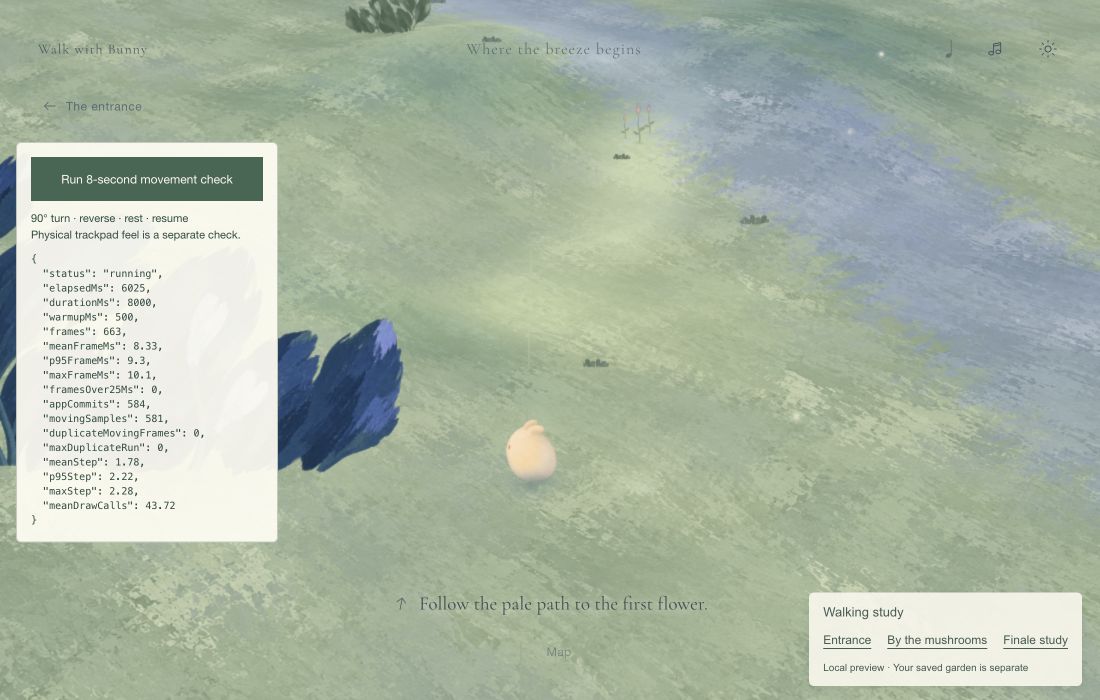 Walk with Bunny
Where the breeze begins
← The entrance
Run 8-second movement check
90° turn · reverse · rest · resume
Physical trackpad feel is a separate check.
{
  "status": "running",
  "elapsedMs": 6025,
  "durationMs": 8000,
  "warmupMs": 500,
  "frames": 663,
  "meanFrameMs": 8.33,
  "p95FrameMs": 9.3,
  "maxFrameMs": 10.1,
  "framesOver25Ms": 0,
  "appCommits": 584,
  "movingSamples": 581,
  "duplicateMovingFrames": 0,
  "maxDuplicateRun": 0,
  "meanStep": 1.78,
  "p95Step": 2.22,
  "maxStep": 2.28,
  "meanDrawCalls": 43.72
}
↑ Follow the pale path to the first flower.
Map
Walking study
Entrance By the mushrooms Finale study
Local preview · Your saved garden is separate